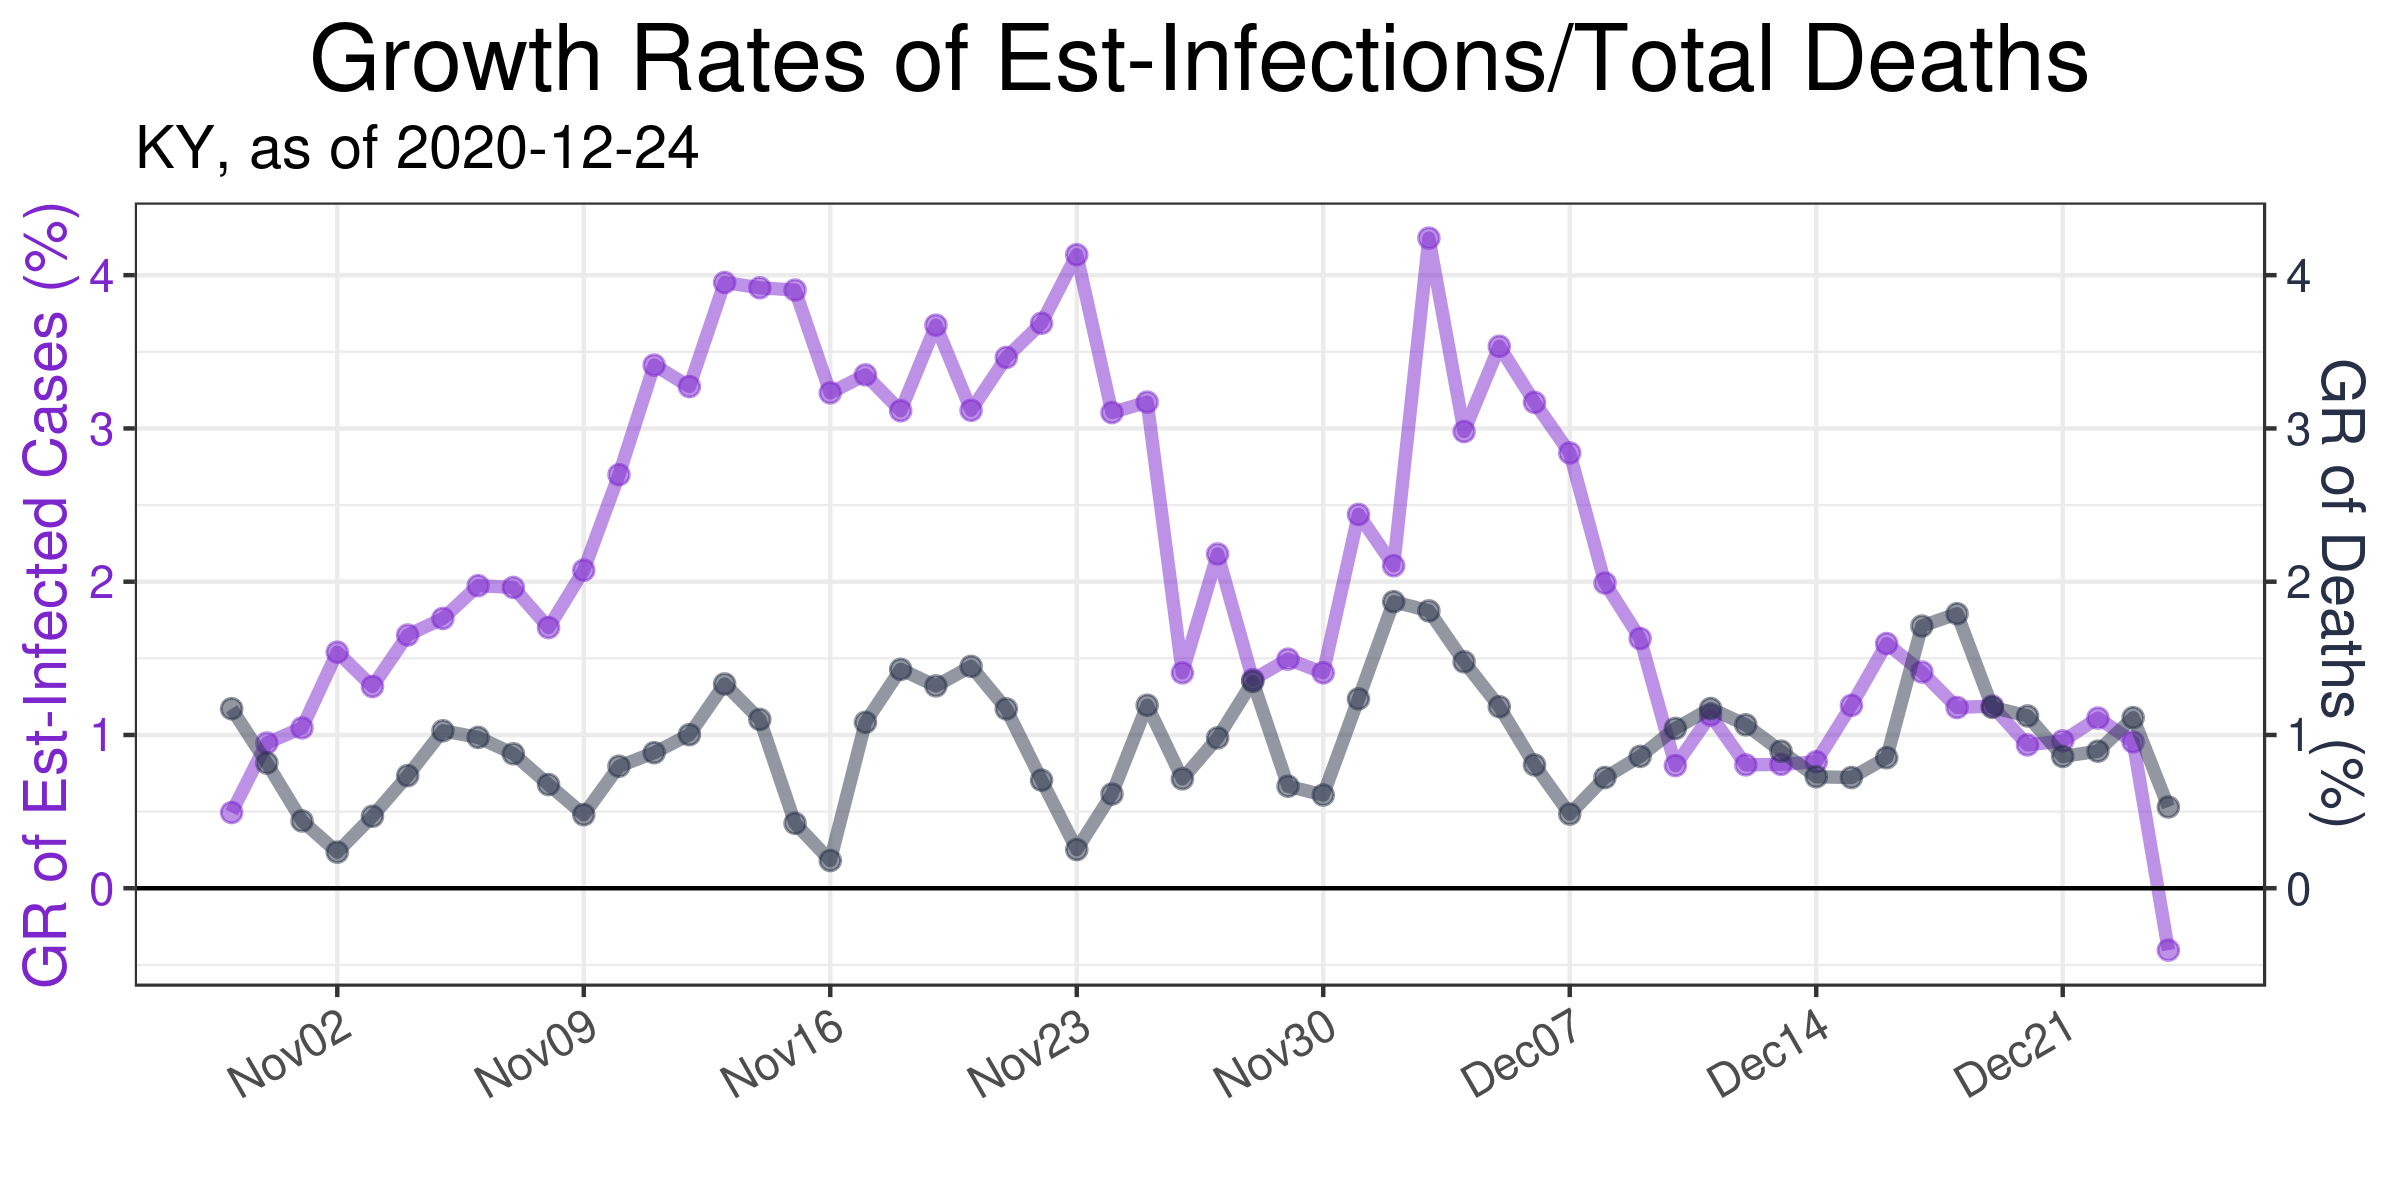 Growth Rates of Est-Infections/Total Deaths
KY, as of 2020-12-24
GR of Est-Infected Cases (%)
4
3
2
1
0
4
3
2
1
0
GR of Deaths (%)
Nov02
Nov09
Nov16
Nov23
Nov30
Dec07
Dec14
Dec21